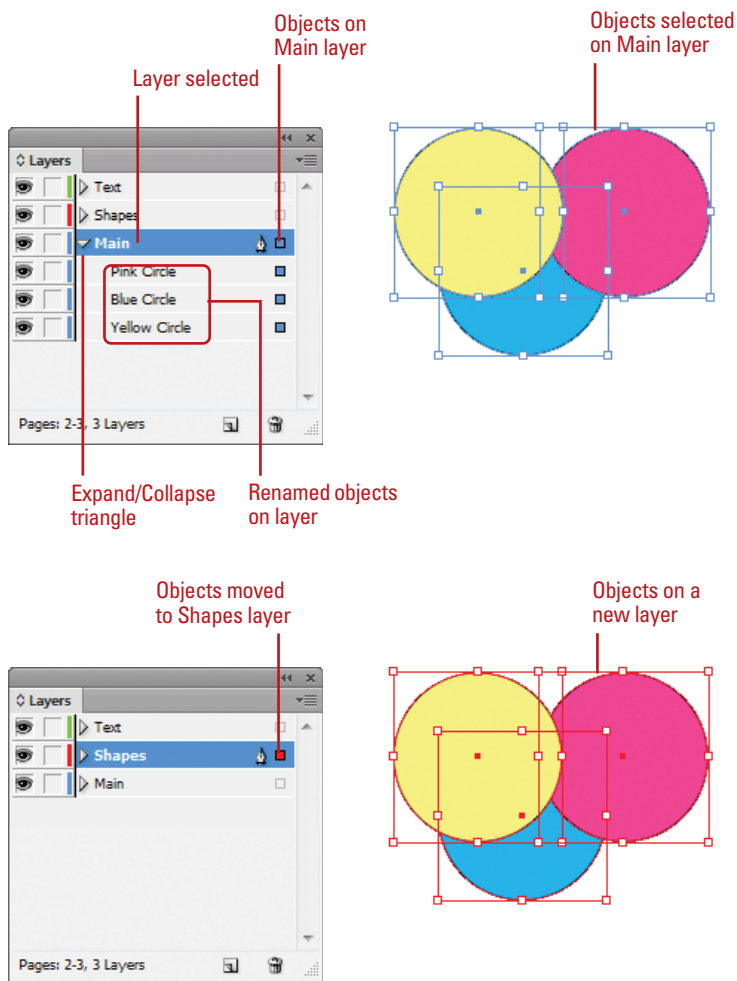 Objects on
Main layer
Objects selected
on Main layer
Layer selected
Layers
Text
Shapes
Main
Pink Circle
Blue Circle
Yellow Circle
Pages: 2-3, 3 Layers
Expand/Collapse
triangle
Renamed objects
on layer
Objects moved
to Shapes layer
Objects on a
new layer
Layers
Text
Shapes
Main
Pages: 2-3, 3 Layers